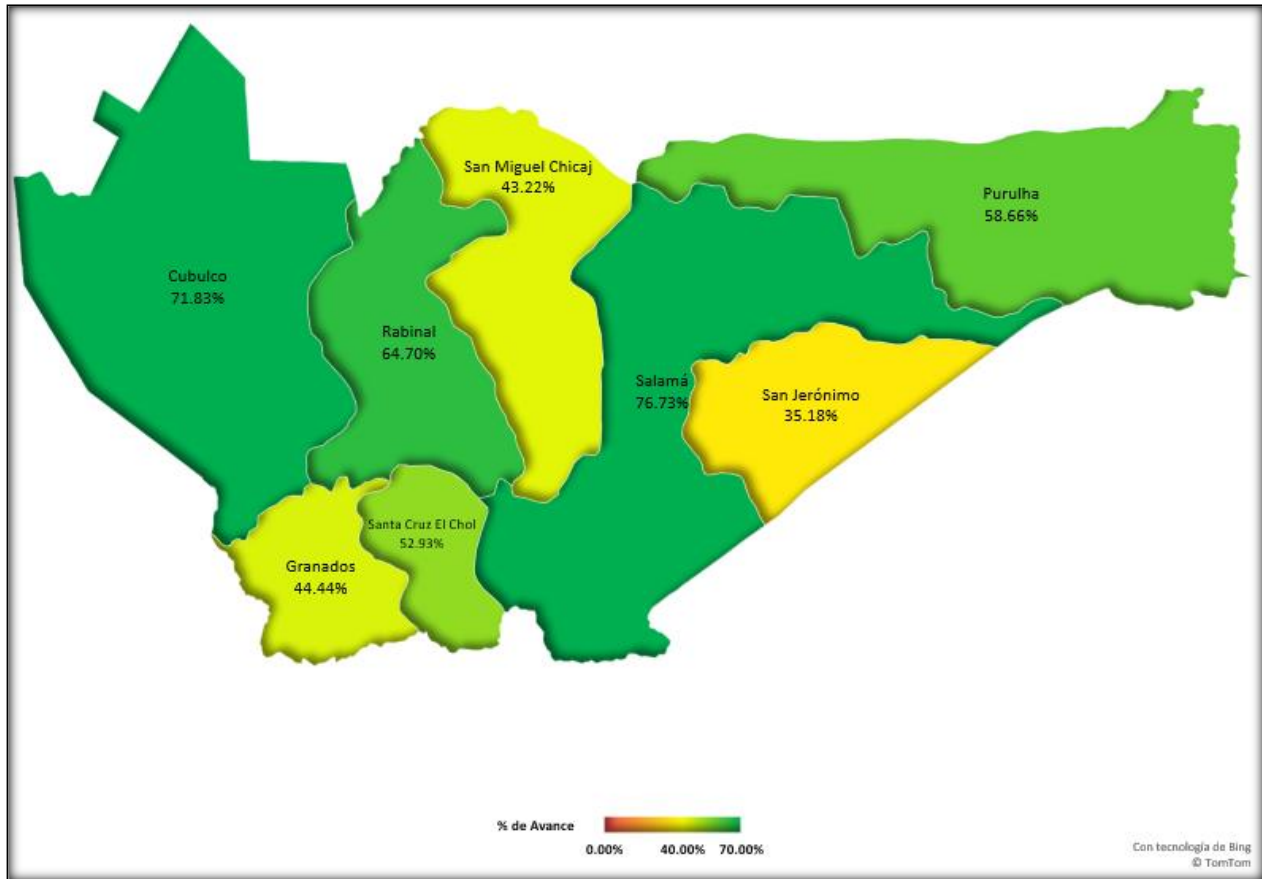 San Miguel Chicaj
43.22%
Purulha
58.66%
Cubulco
71.83%
Rabinal
64.70%
Salamá
76.73%
San Jerónimo
35.18%
Santa Cruz El Chol
52.93%
Granados
44.44%
% de Avance
0.00% 40.00% 70.00%
Con tecnología de Bing
© TomTom